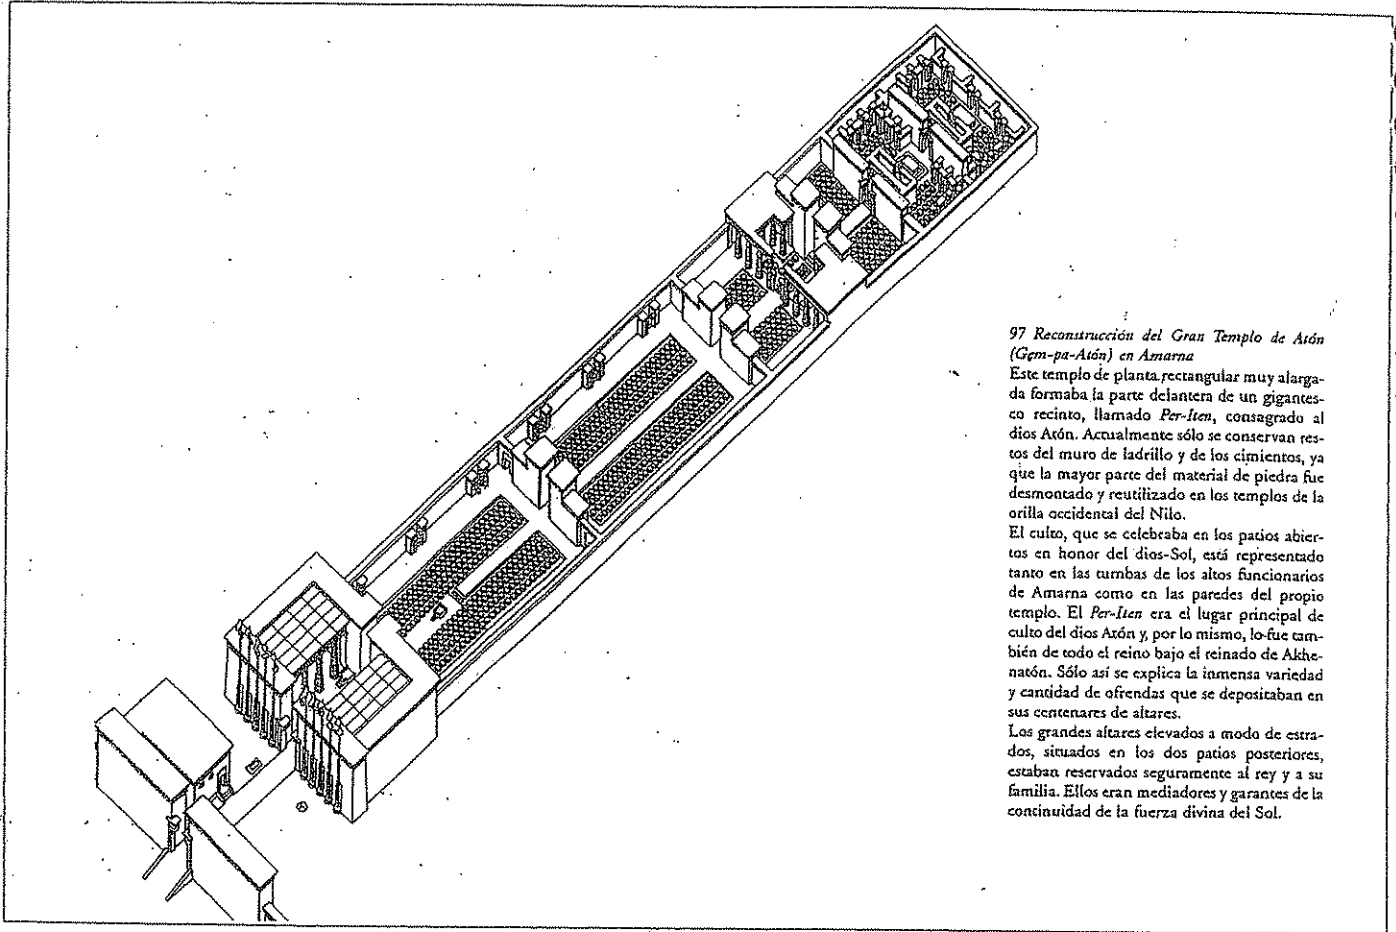 97 Reconstrucción del Gran Templo de Atón
(Gem-pa-Atón) en Amarna
Este templo de planta rectangular muy alarga-
da formaba la parte delantera de un gigantes-
co recinto, llamado Per-Iten, consagrado al
dios Atón. Actualmente sólo se conservan res-
tos del muro de ladrillo y de los cimientos, ya
que la mayor parte del material de piedra fue
desmontado y reutilizado en los templos de la
orilla occidental del Nilo.
El culto, que se celebraba en los patios abier-
tos en honor del dios-Sol, está representado
tanto en las tumbas de los altos funcionarios
de Amarna como en las paredes del propio
templo. El Per-Iten era el lugar principal de
culto del dios Atón y, por lo mismo, lo fue tam-
bién de todo el reino bajo el reinado de Akhe-
natón. Sólo así se explica la inmensa variedad
y cantidad de ofrendas que se depositaban en
sus centenares de altares.
Los grandes altares elevados a modo de estra-
dos, situados en los dos patios posteriores,
estaban reservados seguramente al rey y a su
familia. Ellos eran mediadores y garantes de la
continuidad de la fuerza divina del Sol.